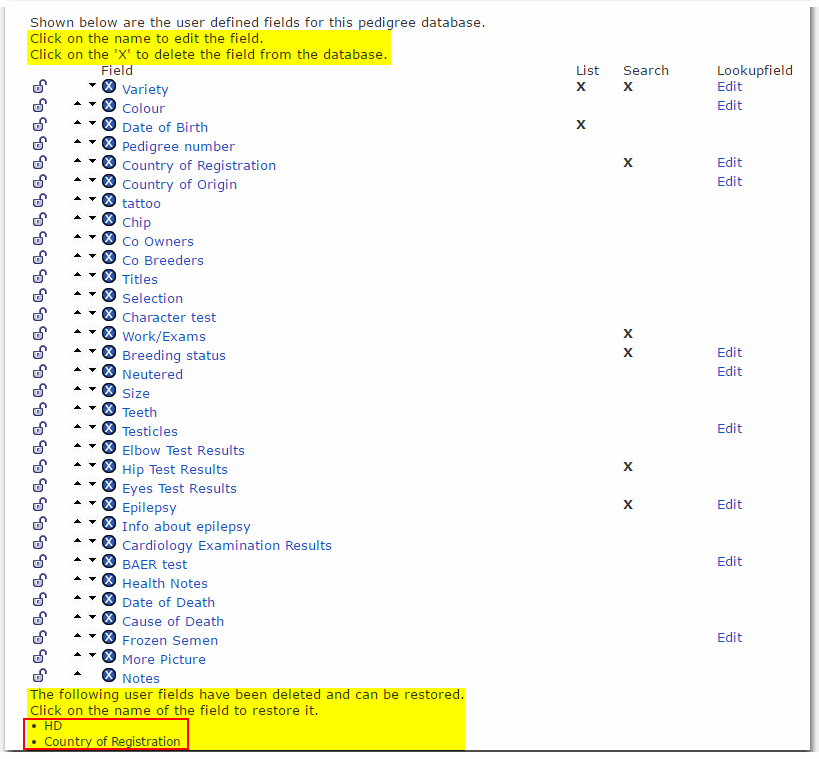 Shown below are the user defined fields for this pedigree database.
Click on the name to edit the field.
Click on the 'X' to delete the field from the database.
Field List Search Lookupfield
X Variety X X Edit
X Colour Edit
X Date of Birth X
X Pedigree number
X Country of Registration X Edit
X Country of Origin Edit
X tattoo
X Chip
X Co Owners
X Co Breeders
X Titles
X Selection
X Character test
X Work/Exams X
X Breeding status X Edit
X Neutered Edit
X Size
X Teeth
X Testicles Edit
X Elbow Test Results
X Hip Test Results X
X Eyes Test Results
X Epilepsy X Edit
X Info about epilepsy
X Cardiology Examination Results
X BAER test Edit
X Health Notes
X Date of Death
X Cause of Death
X Frozen Semen Edit
X More Picture
X Notes
The following user fields have been deleted and can be restored.
Click on the name of the field to restore it.
• HD
• Country of Registration